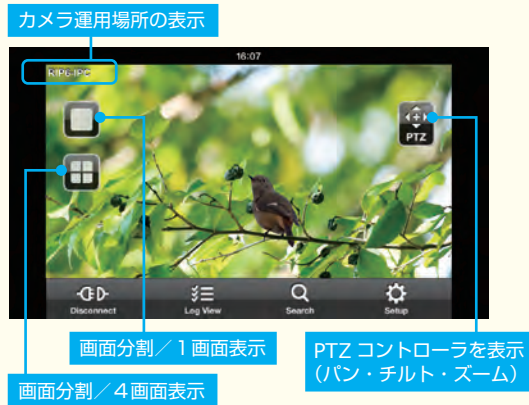 カメラ運用場所の表示
16:07
RIP6-IPC
PTZ
Disconnect
Log View
Search
Setup
画面分割／1画面表示
PTZ コントローラを表示
（パン・チルト・ズーム）
画面分割／4画面表示